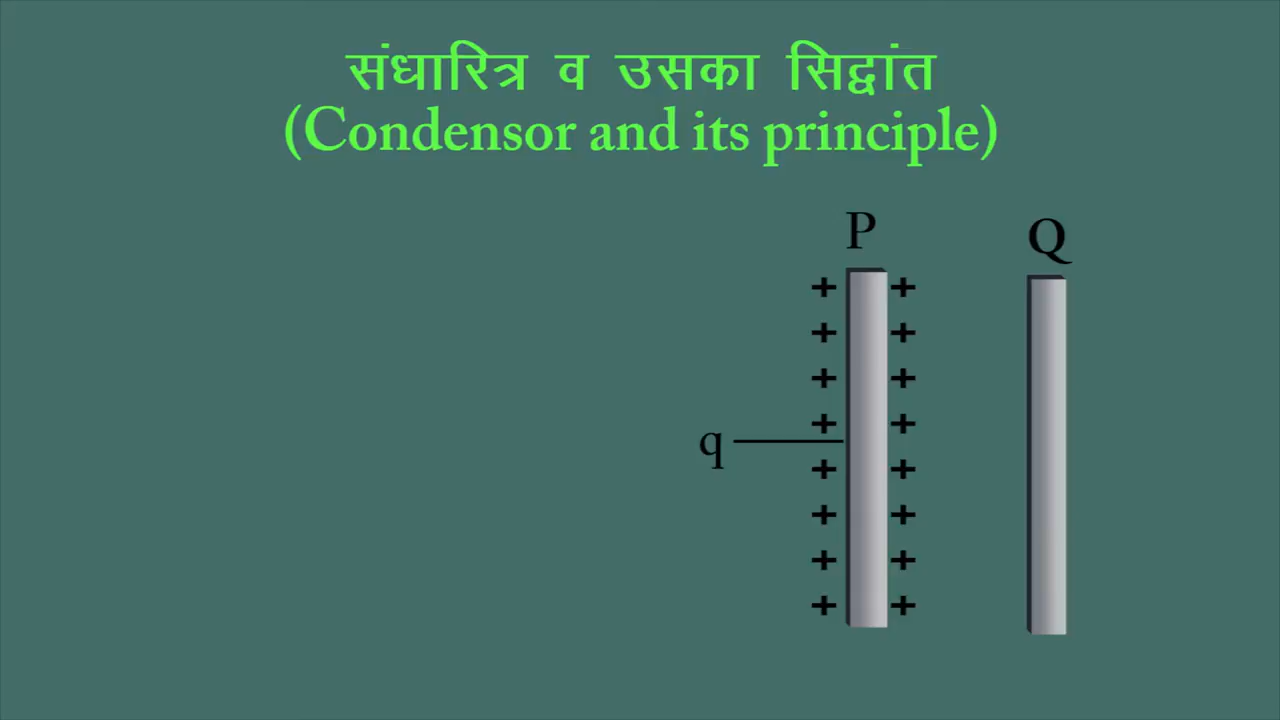 संधारित्र व उसका सिद्वांत
(Condensor and its principle)
P
Q
q